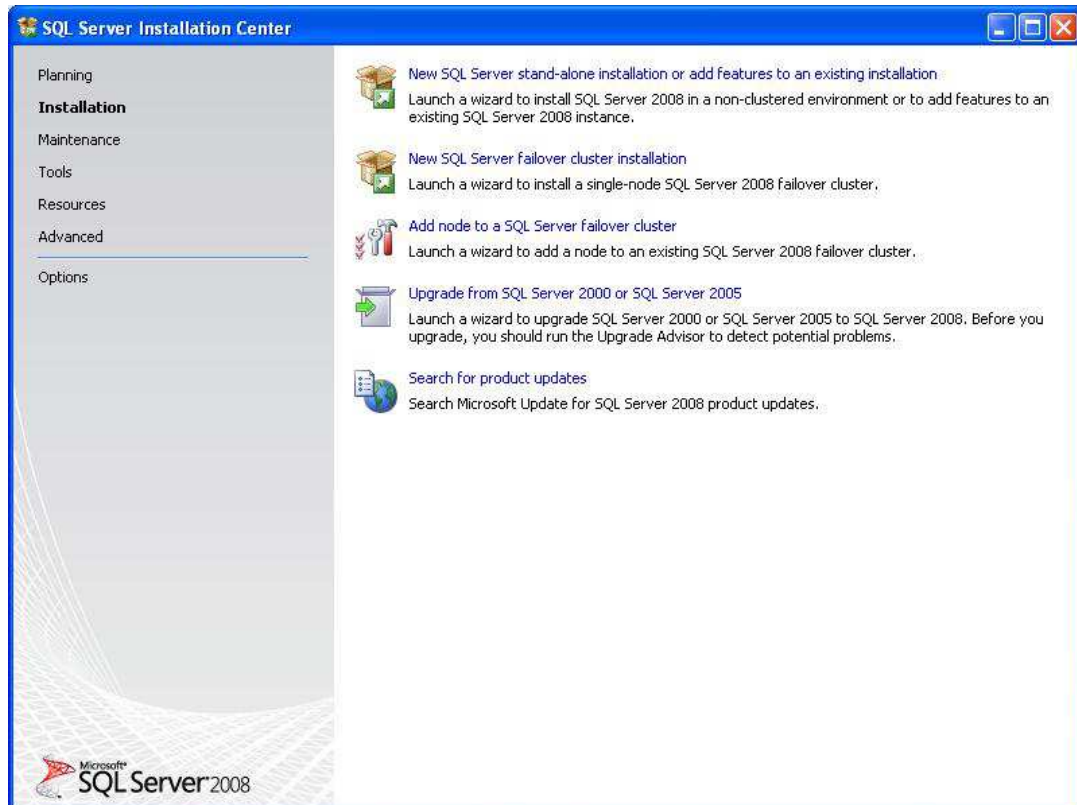 SQL Server Installation Center
Planning
Installation
Maintenance
Tools
Resources
Advanced
Options
New SQL Server stand-alone installation or add features to an existing installation
Launch a wizard to install SQL Server 2008 in a non-clustered environment or to add features to an
existing SQL Server 2008 instance.
New SQL Server failover cluster installation
Launch a wizard to install a single-node SQL Server 2008 failover cluster.
Add node to a SQL Server failover cluster
Launch a wizard to add a node to an existing SQL Server 2008 failover cluster.
Upgrade from SQL Server 2000 or SQL Server 2005
Launch a wizard to upgrade SQL Server 2000 or SQL Server 2005 to SQL Server 2008. Before you
upgrade, you should run the Upgrade Advisor to detect potential problems.
Search for product updates
Search Microsoft Update for SQL Server 2008 product updates.
Microsoft®
SQL Server 2008